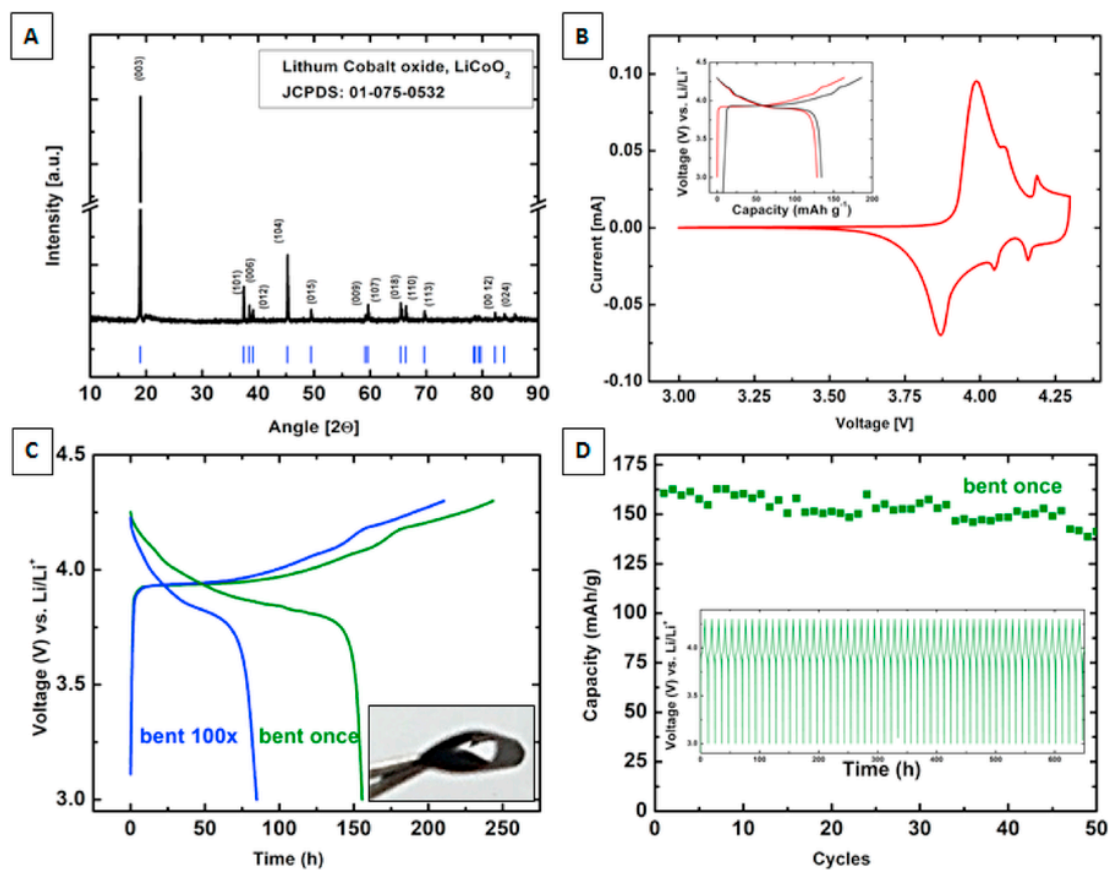 A
Lithum Cobalt oxide, LiCoO2
JCPDS: 01-075-0532
(003)
(101)
(006)
(012)
(104)
(015)
(009)
(107)
(018)
(110)
(113)
(00 12)
(024)
Intensity [a.u.]
10 20 30 40 50 60 70 80 90
Angle [2Θ]
B
0.10
0.05
0.00
-0.05
-0.10
Current [mA]
3.00 3.25 3.50 3.75 4.00 4.25
Voltage [V]
Voltage (V) vs. Li/Li-
4.0
3.5
3.0
0 50 100 150 200
Capacity (mAh g-1)
C
4.5
4.0
3.5
3.0
Voltage (V) vs. Li/Li+
bent 100x
bent once
0 50 100 150 200 250
Time (h)
D
175
150
125
100
75
50
25
0
Capacity (mAh/g)
bent once
Voltage (V) vs. Li/Li+
4.0
3.5
3.0
0 100 200 300 400 500 600
Time (h)
0 10 20 30 40 50
Cycles